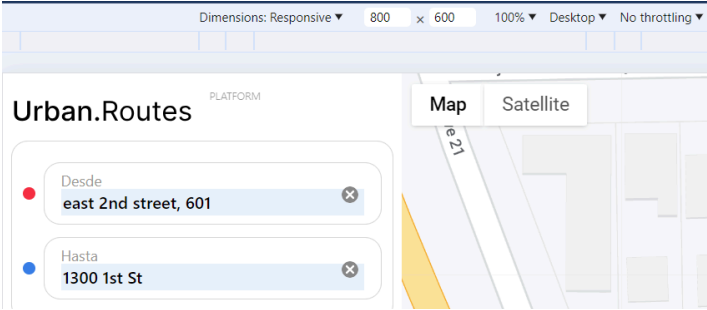 Dimensions: Responsive ▼ 800 × 600 100% ▼ Desktop ▼ No throttling ▼
Urban.Routes PLATFORM
Map Satellite
Desde
east 2nd street, 601
Hasta
1300 1st St